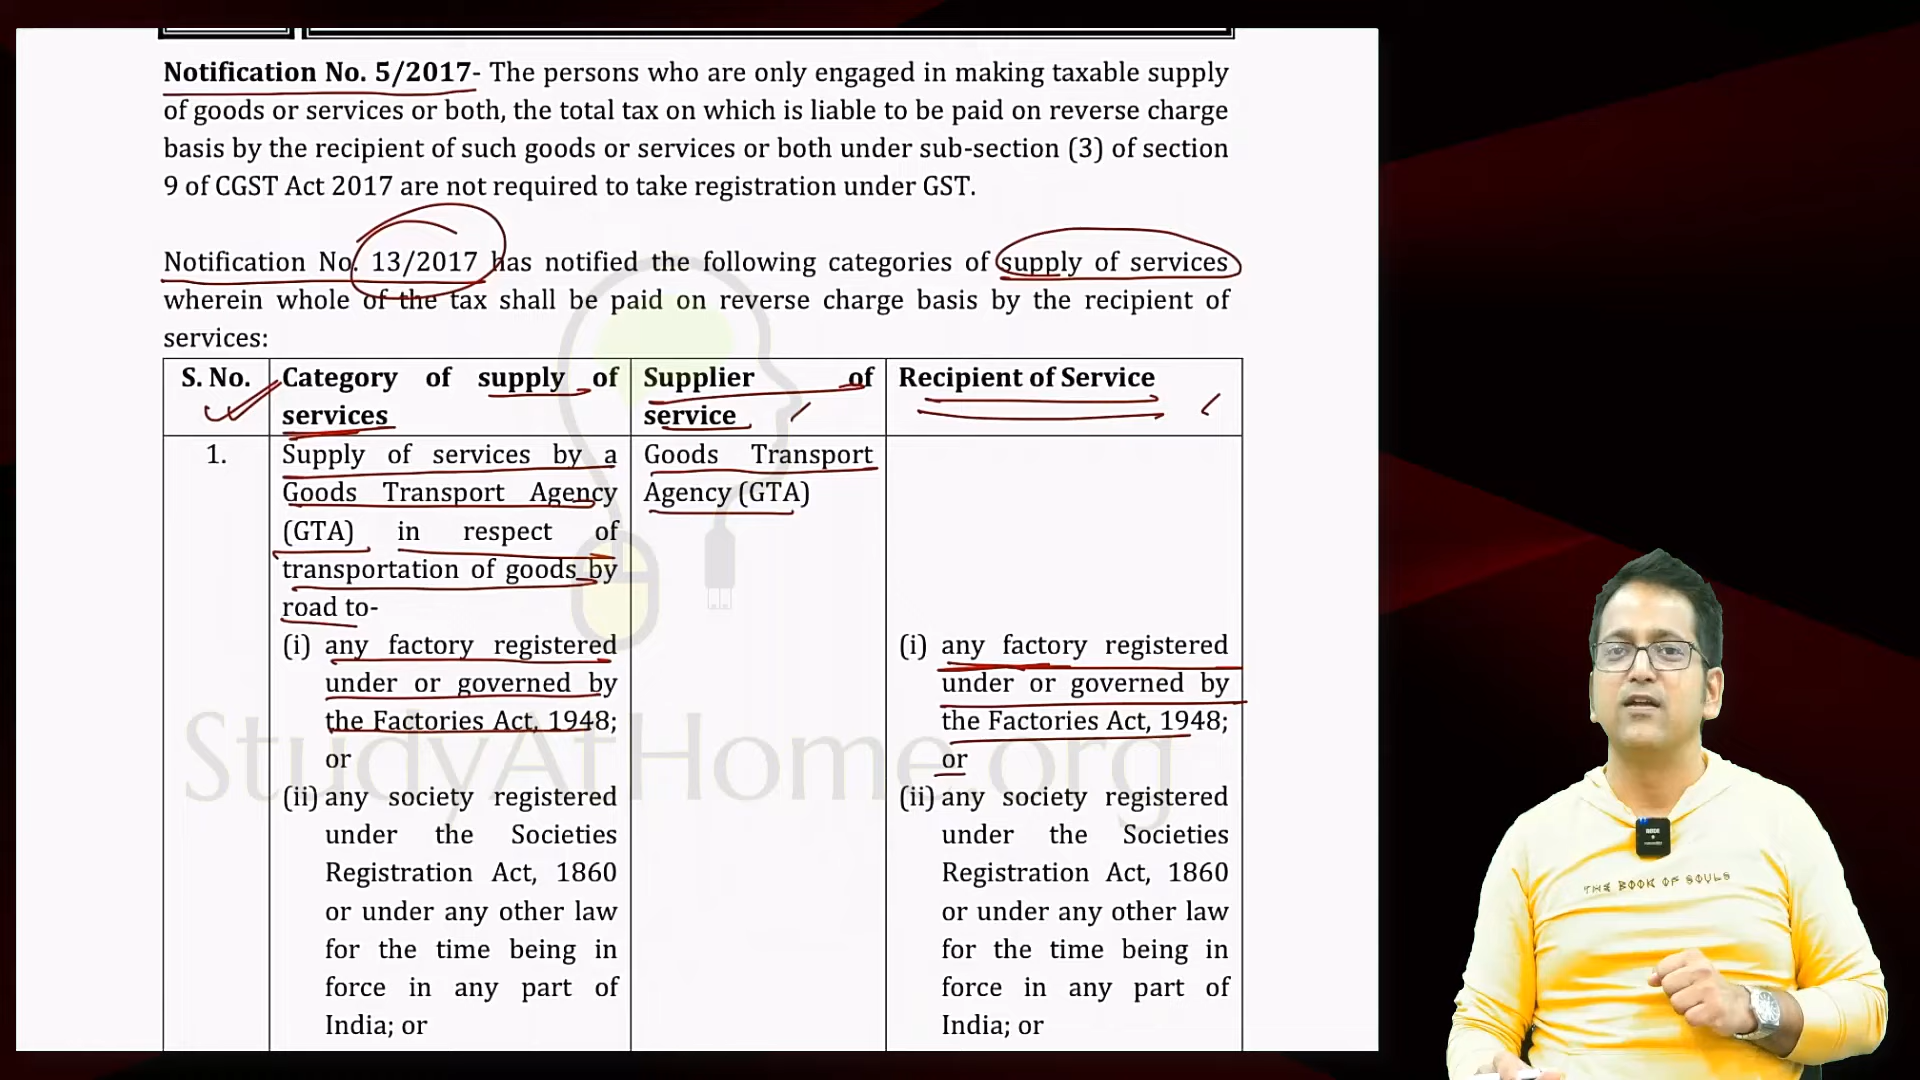 Notification No. 5/2017- The persons who are only engaged in making taxable supply
of goods or services or both, the total tax on which is liable to be paid on reverse charge
basis by the recipient of such goods or services or both under sub-section (3) of section
9 of CGST Act 2017 are not required to take registration under GST.
Notification No. 13/2017 has notified the following categories of supply of services
wherein whole of the tax shall be paid on reverse charge basis by the recipient of
services:
S. No.
Category of supply of
services
Supplier of
service
Recipient of Service
1.
Supply of services by a
Goods Transport Agency
(GTA) in respect of
transportation of goods by
road to-
(i) any factory registered
under or governed by
the Factories Act, 1948;
or
(ii) any society registered
under the Societies
Registration Act, 1860
or under any other law
for the time being in
force in any part of
India; or
Goods Transport
Agency (GTA)
(i) any factory registered
under or governed by
the Factories Act, 1948;
or
(ii) any society registered
under the Societies
Registration Act, 1860
or under any other law
for the time being in
force in any part of
India; or
StudyAtHome.org
THE BOOK OF SOULS
RODE